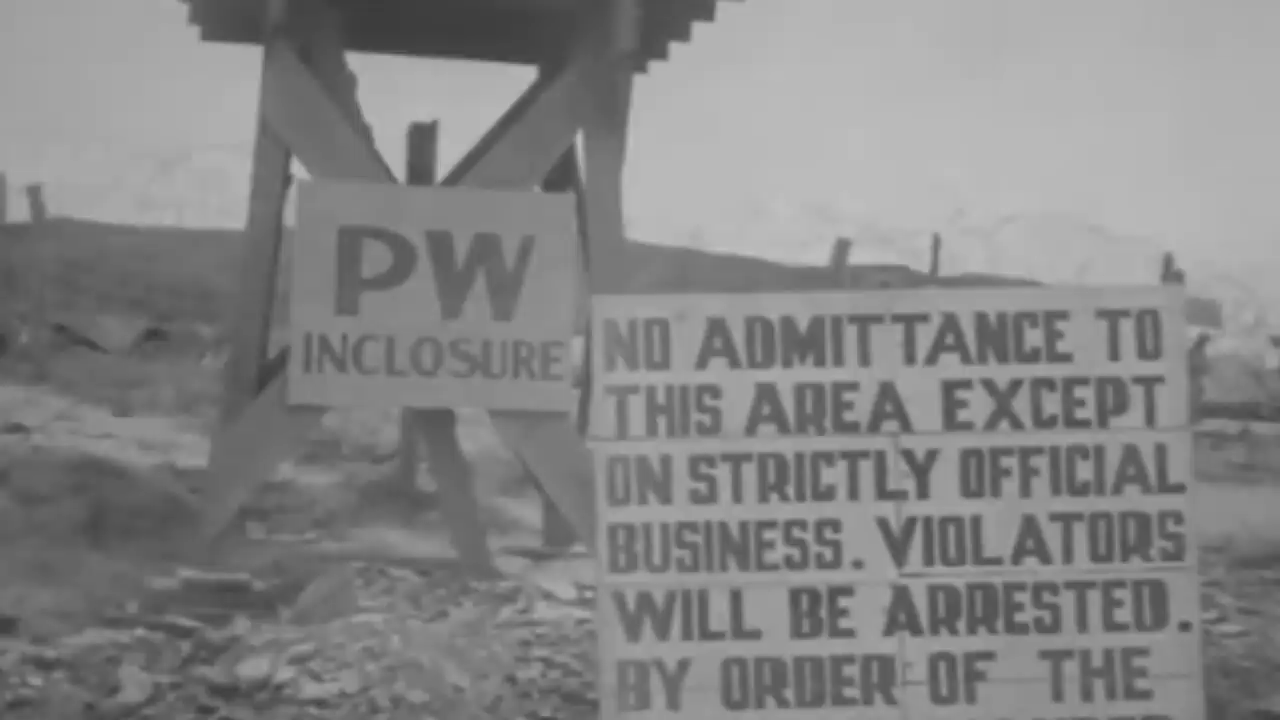 PW
INCLOSURE
NO ADMITTANCE TO
THIS AREA EXCEPT
ON STRICTLY OFFICIAL
BUSINESS. VIOLATORS
WILL BE ARRESTED.
BY ORDER OF THE